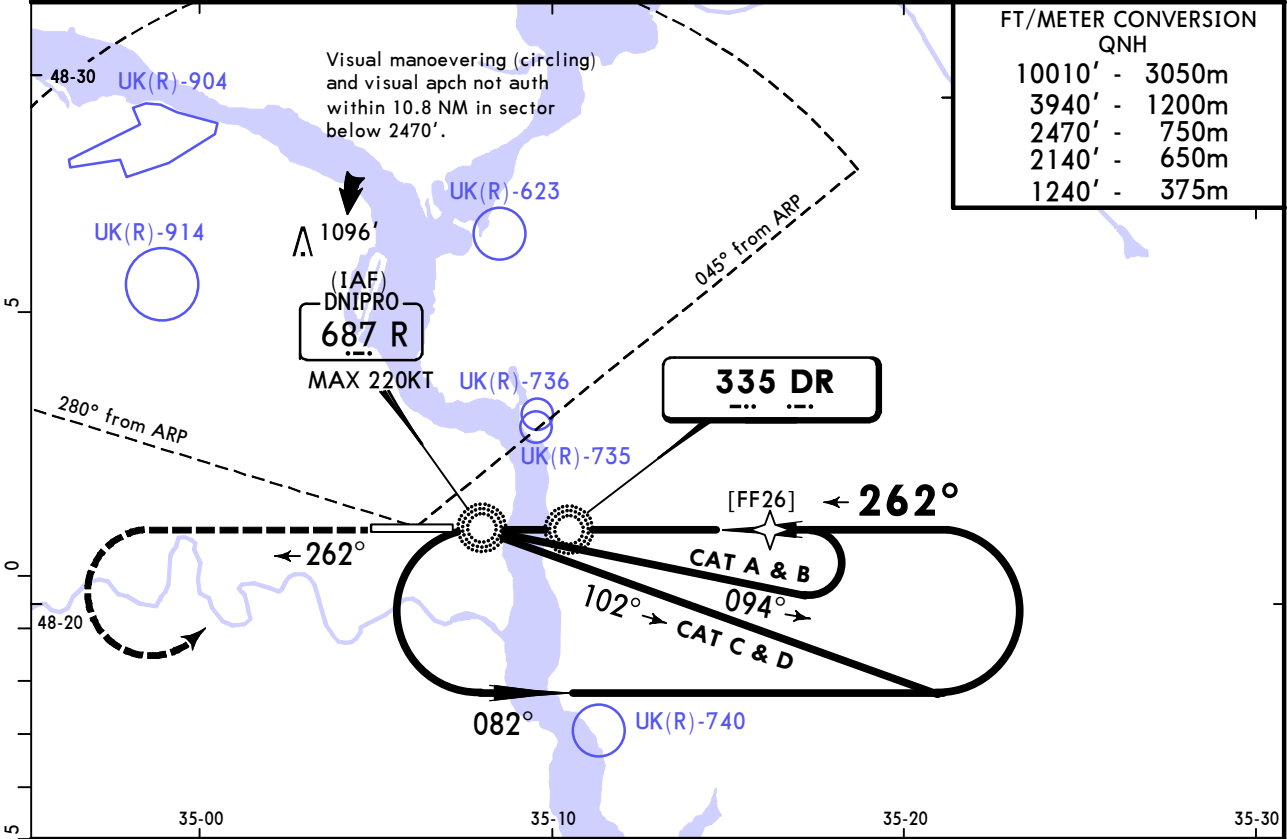 FT/METER CONVERSION
QNH
10010' - 3050m
3940' - 1200m
2470' - 750m
2140' - 650m
1240' - 375m
48-30
UK(R)-904
Visual manoevering (circling)
and visual apch not auth
within 10.8 NM in sector
below 2470'.
UK(R)-623
UK(R)-914
1096'
045° from ARP
(IAF)
DNIPRO
687 R
MAX 220KT
5
UK(R)-736
335 DR
280° from ARP
UK(R)-735
[FF26]
262°
262°
CAT A & B
094°
102°
CAT C & D
0
48-20
082°
UK(R)-740
5
35-00
35-10
35-20
35-30